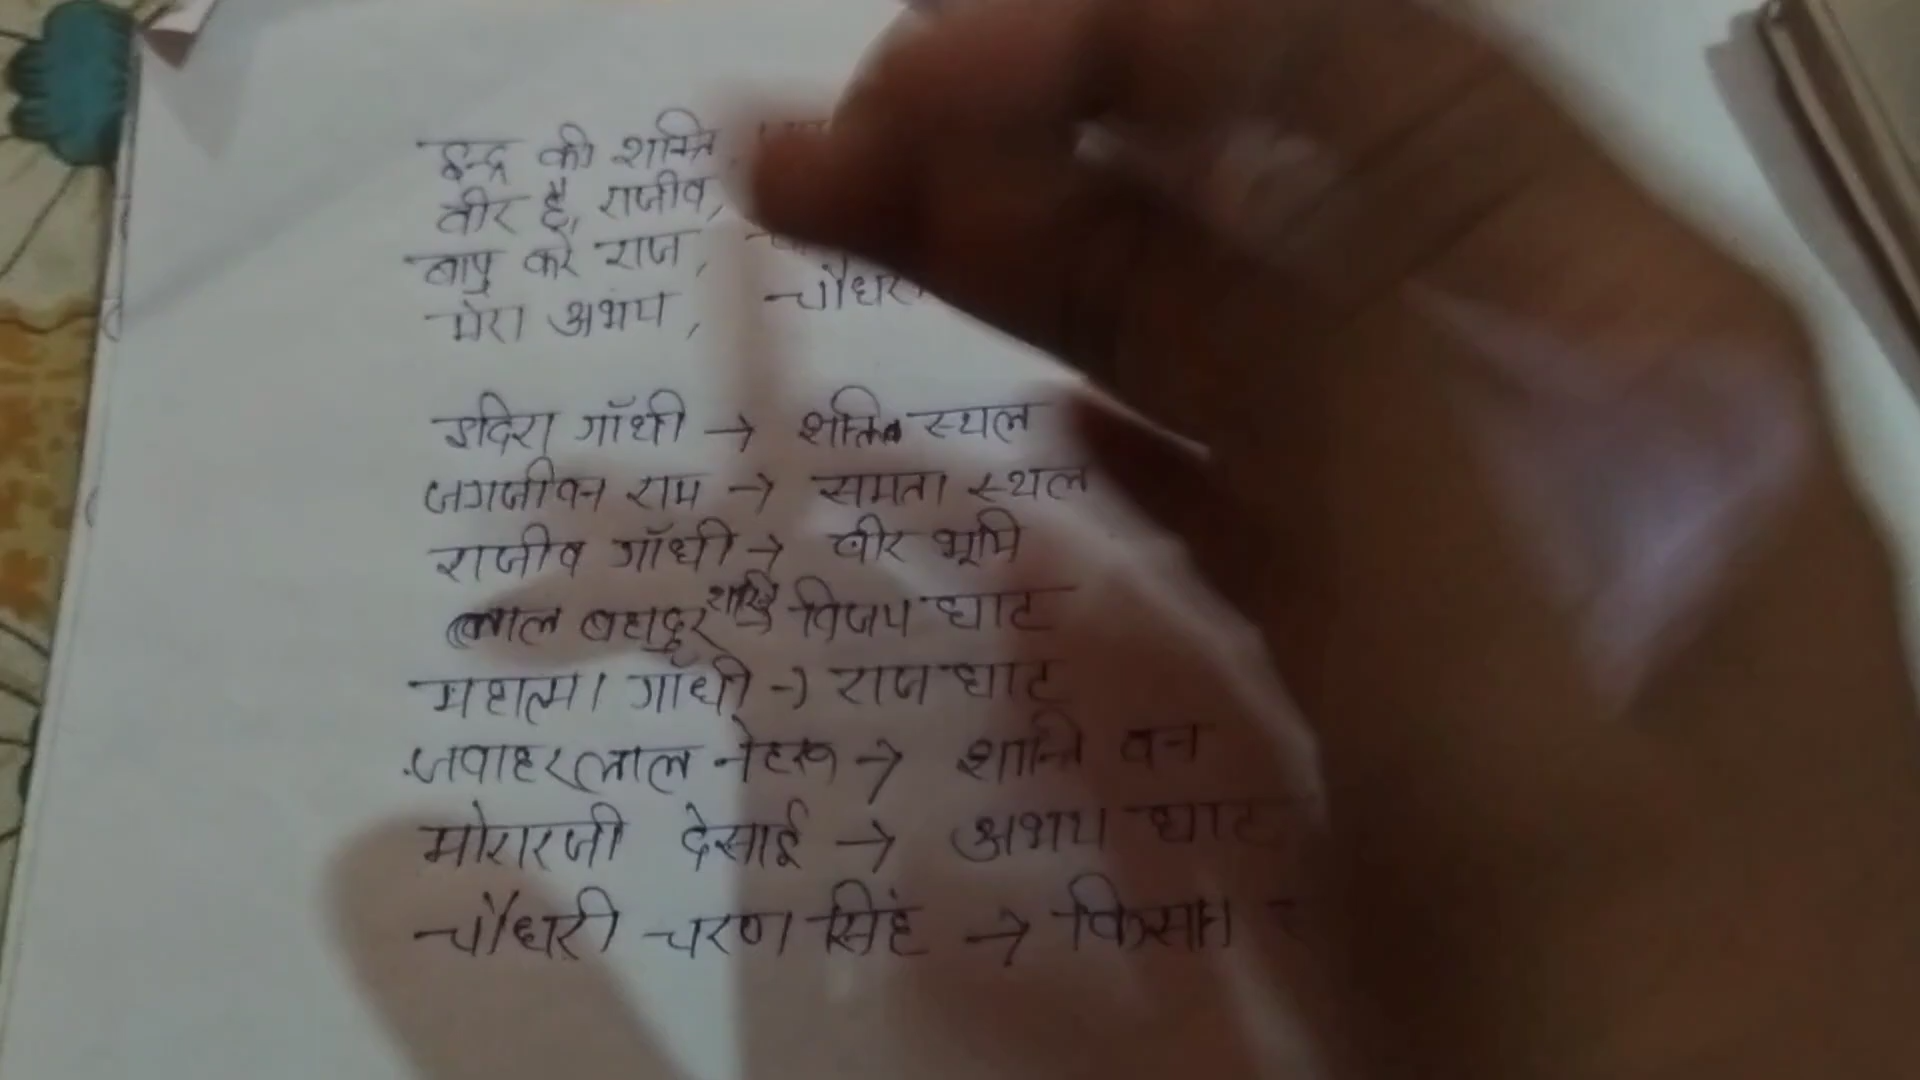 इन्द्र की शक्ति,
वीर है, राजीव,
बापु करे राज,
मेरा अभय, चौधरी
इंदिरा गाँधी → शक्ति स्थल
जगजीवन राम → समता स्थल
राजीव गाँधी → वीर भूमि
लाल बहादुर शास्त्री विजय घाट
महात्मा गाँधी → राज घाट
जवाहरलाल नेहरू → शान्ति वन
मोरारजी देसाई → अभय घाट
चौधरी चरण सिंह → किसान